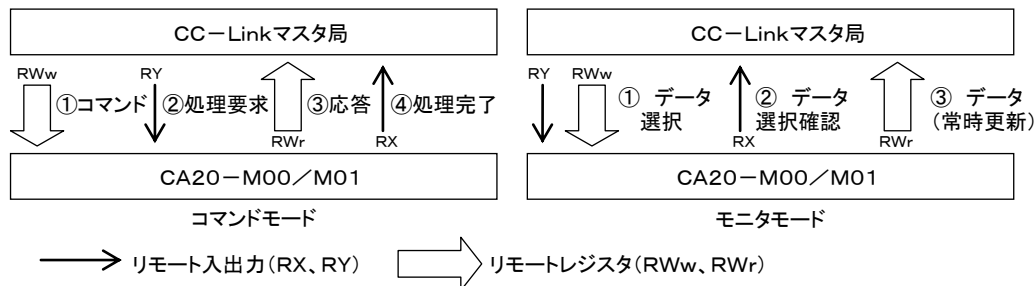 CC－Linkマスタ局
RWw
RY
①コマンド
②処理要求
③応答
④処理完了
RWr
RX
CA20－M00／M01
コマンドモード
CC－Linkマスタ局
RY
RWw
① データ
選択
② データ
選択確認
③ データ
（常時更新）
RX
RWr
CA20－M00／M01
モニタモード
リモート入出力（RX、RY）
リモートレジスタ（RWw、RWr）